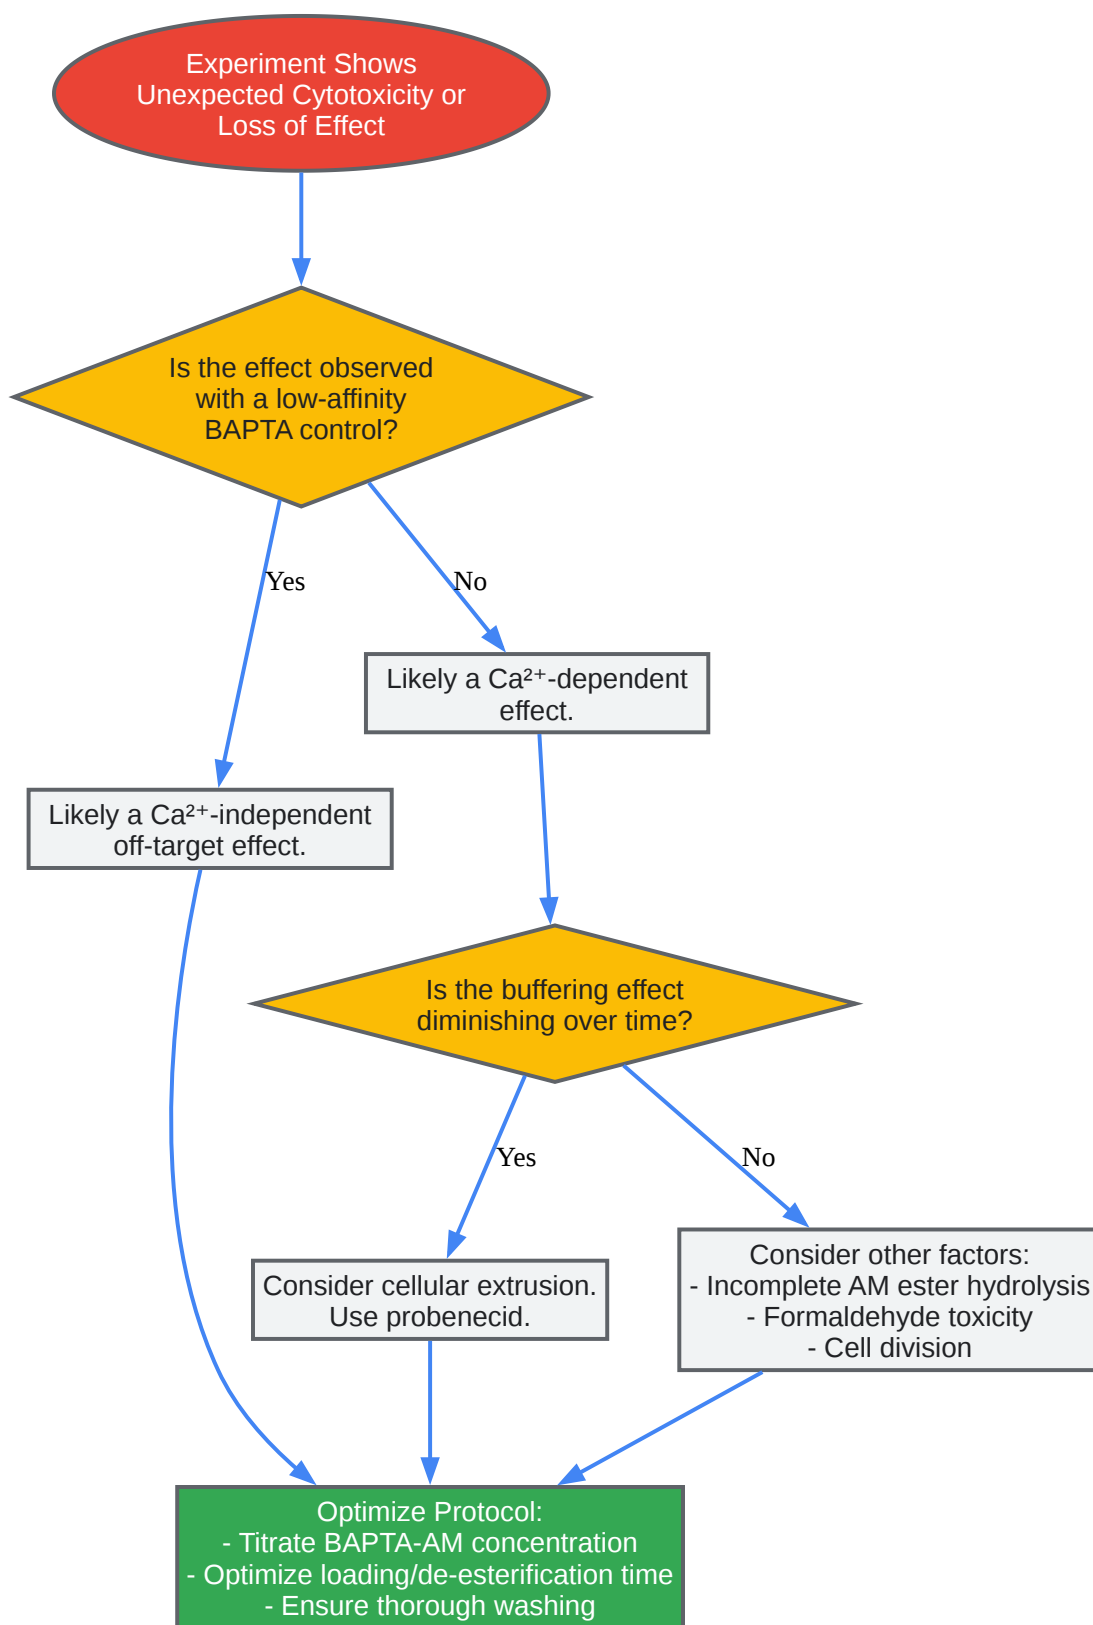 Experiment Shows
Unexpected Cytotoxicity or
Loss of Effect
Is the effect observed
with a low-affinity
BAPTA control?
Yes
No
Likely a Ca²⁺-dependent
effect.
Likely a Ca²⁺-independent
off-target effect.
Is the buffering effect
diminishing over time?
Yes
No
Consider cellular extrusion.
Use probenecid.
Consider other factors:
- Incomplete AM ester hydrolysis
- Formaldehyde toxicity
- Cell division
Optimize Protocol:
- Titrate BAPTA-AM concentration
- Optimize loading/de-esterification time
- Ensure thorough washing